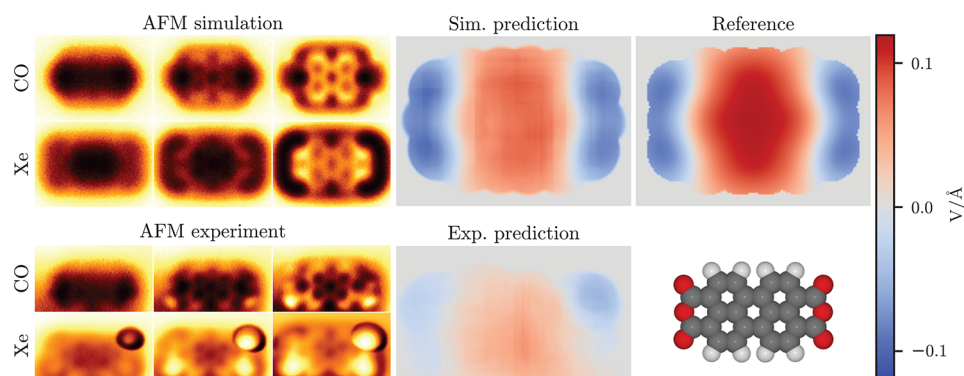 AFM simulation
Sim. prediction
Reference
CO
Xe
0.1
0.0
−0.1
V/Å
AFM experiment
Exp. prediction
CO
Xe